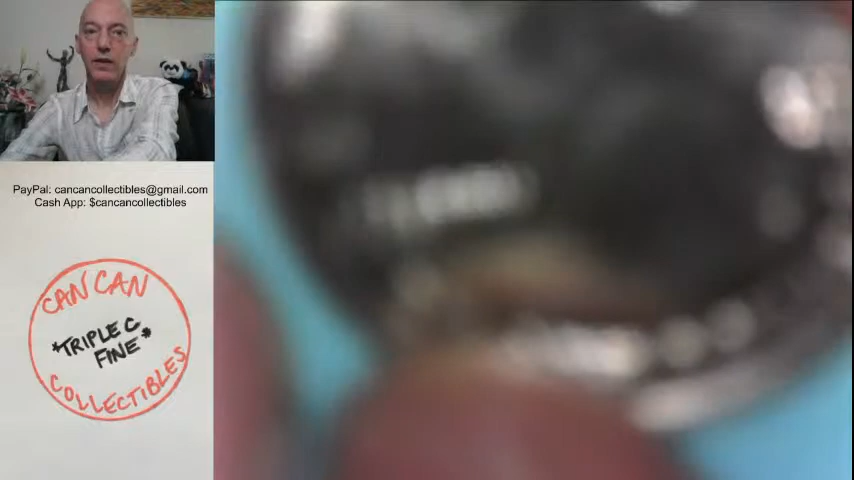 PayPal: cancancollectibles@gmail.com
Cash App: $cancancollectibles
CAN CAN
*TRIPLE C
FINE*
COLLECTIBLES